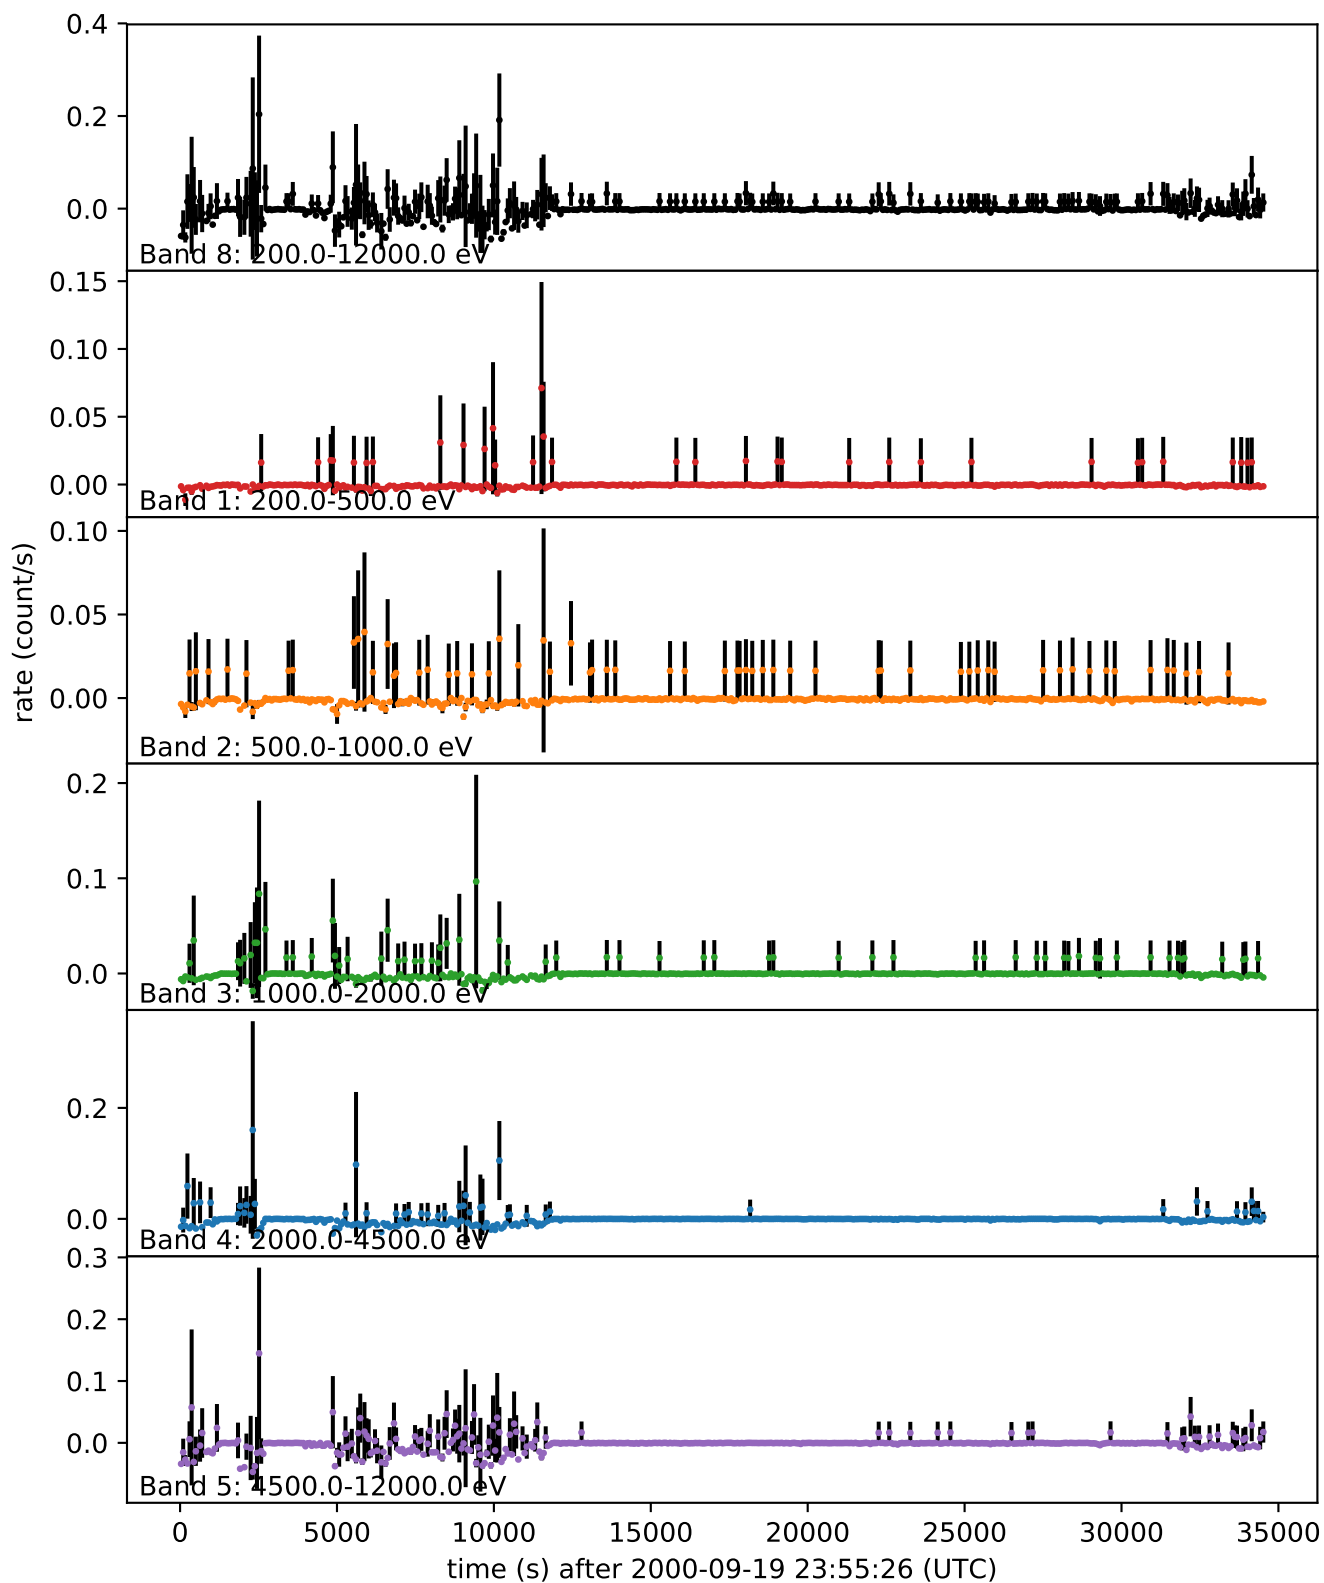 0.4
0.2
0.0
Band 8: 200.0-12000.0 eV
0.15
0.10
0.05
0.00
Band 1: 200.0-500.0 eV
0.10
0.05
0.00
Band 2: 500.0-1000.0 eV
rate (count/s)
0.2
0.1
0.0
Band 3: 1000.0-2000.0 eV
0.2
0.0
Band 4: 2000.0-4500.0 eV
0.3
0.2
0.1
0.0
Band 5: 4500.0-12000.0 eV
0 5000 10000 15000 20000 25000 30000 35000
time (s) after 2000-09-19 23:55:26 (UTC)